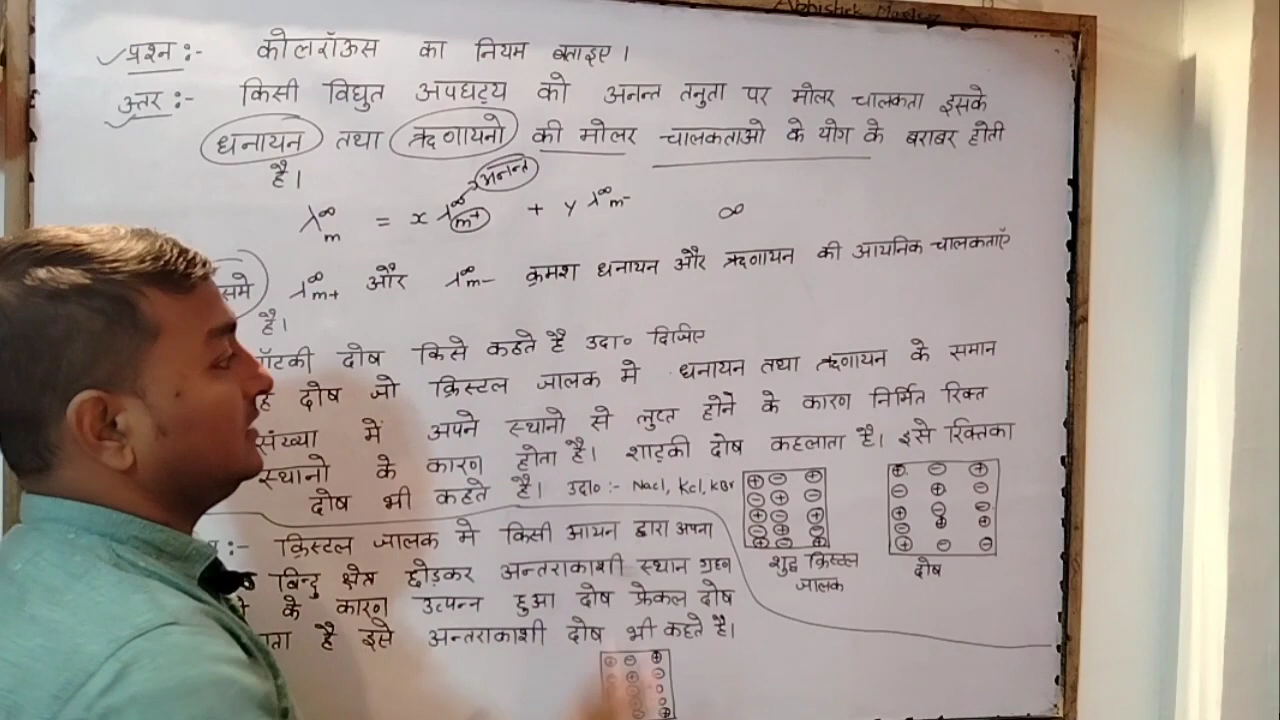 Abhishek
प्रश्न :- कोलरॉऊस का नियम बताइए।
उत्तर :- किसी विद्युत अपघट्य को अनन्त तनुता पर मोलर चालकता इसके
धनायन तथा ऋणायनो की मोलर चालकताओ के योग के बराबर होती
है।
अनन्त
λ∞m = x λ∞m+ + y λ∞m- ∞
समे λ∞m+ और λ∞m- क्रमश धनायन और ऋणायन की आयनिक चालकताएँ
है।
ॉटकी दोष किसे कहते है उदा० दिजिए
ह दोष जो क्रिस्टल जालक मे धनायन तथा ऋणायन के समान
संख्या में अपने स्थानो से लुप्त होने के कारण निर्मित रिक्त
स्थानो के कारण होता है। शाट्की दोष कहलाता है। इसे रिक्तिका
दोष भी कहते है। उदा० :- Nacl, Kcl, KBr
:- क्रिस्टल जालक मे किसी आयन द्वारा अपना
बिन्दु क्षेत्र छोड़कर अन्तराकाशी स्थान ग्रहण
के कारण उत्पन्न हुआ दोष फ्रेकल दोष
ता है इसे अन्तराकाशी दोष भी कहते है।
+ - +
- + -
+ - +
- + -
शुद्ध क्रिस्टल
जालक
+ - +
- + -
दोष
+ - +